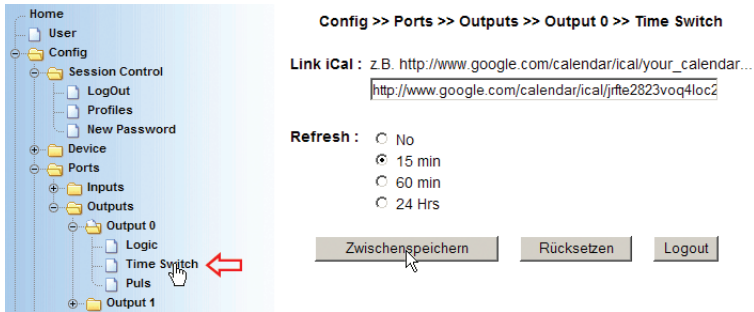 Home
User
Config
Session Control
LogOut
Profiles
New Password
Device
Ports
Inputs
Outputs
Output 0
Logic
Time Switch
Puls
Output 1
Config >> Ports >> Outputs >> Output 0 >> Time Switch
Link iCal : z.B. http://www.google.com/calendar/ical/your_calendar...
http://www.google.com/calendar/ical/jrfte2823voq4loc2
Refresh : No
15 min
60 min
24 Hrs
Zwischenspeichern Rücksetzen Logout